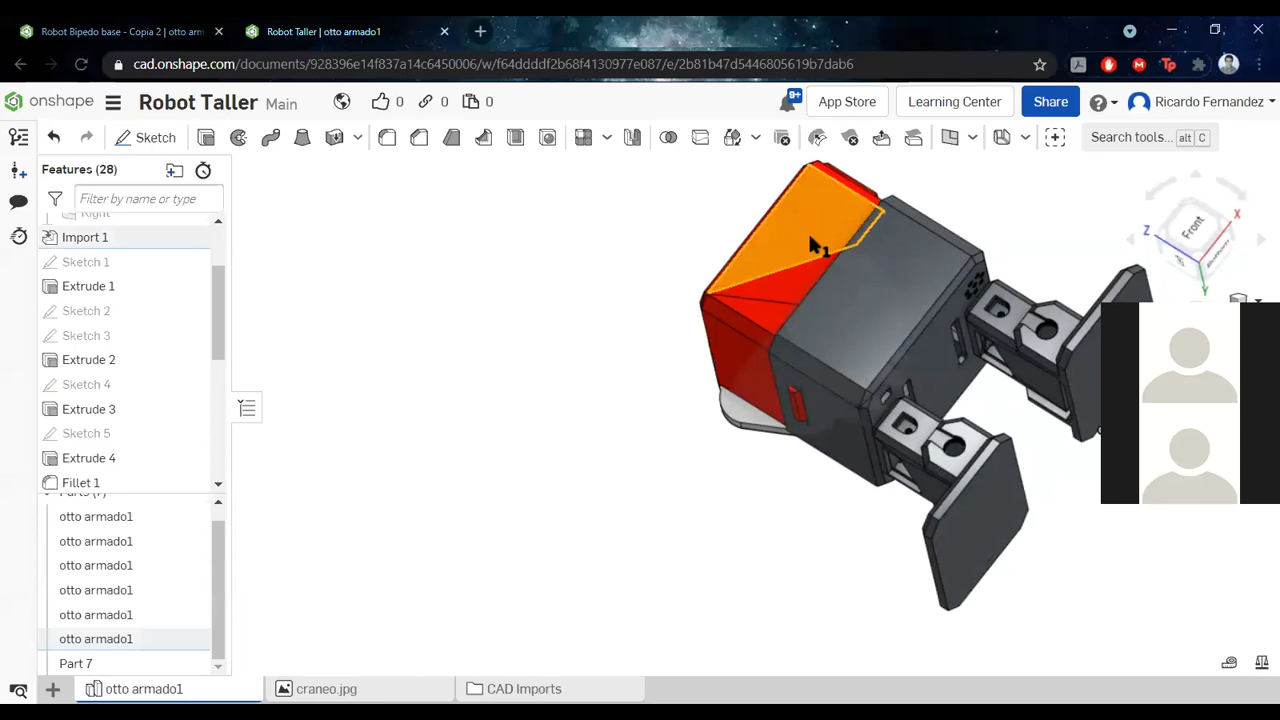 Robot Bipedo base - Copia 2 | otto arm
Robot Taller | otto armado1
cad.onshape.com/documents/928396e14f837a14c6450006/w/f64ddddf2b68f4130977e087/e/2b81b47d5446805619b7dab6
onshape
Robot Taller Main
0
0
0
9+
App Store
Learning Center
Share
Ricardo Fernandez
Sketch
Search tools... alt C
Features (28)
Filter by name or type
Right
Import 1
Sketch 1
Extrude 1
Sketch 2
Sketch 3
Extrude 2
Sketch 4
Extrude 3
Sketch 5
Extrude 4
Fillet 1
Parts (7)
otto armado1
otto armado1
otto armado1
otto armado1
otto armado1
otto armado1
Part 7
1
Front
Bottom
X
Y
Z
otto armado1
craneo.jpg
CAD Imports